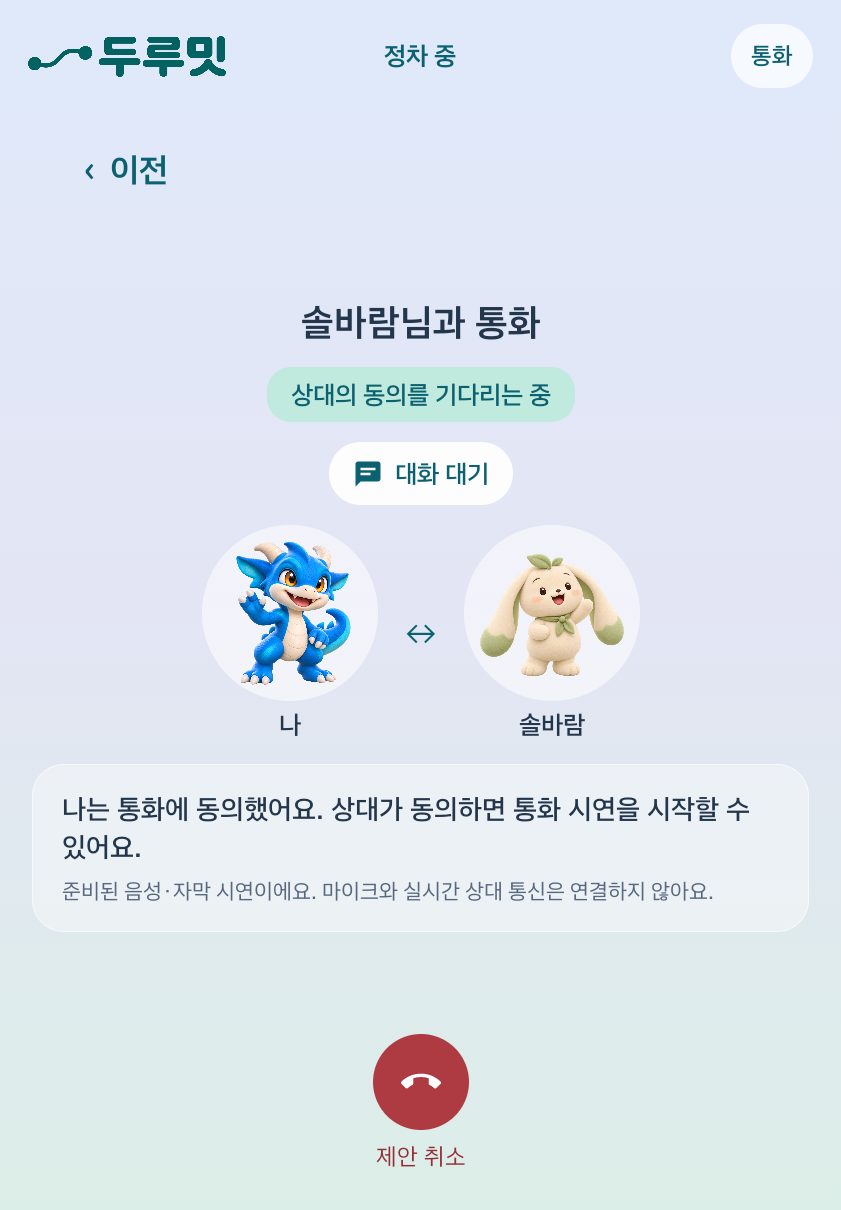 두루밋
정차 중
통화
이전
솔바람님과 통화
상대의 동의를 기다리는 중
대화 대기
나
솔바람
나는 통화에 동의했어요. 상대가 동의하면 통화 시연을 시작할 수
있어요.
준비된 음성·자막 시연이에요. 마이크와 실시간 상대 통신은 연결하지 않아요.
제안 취소